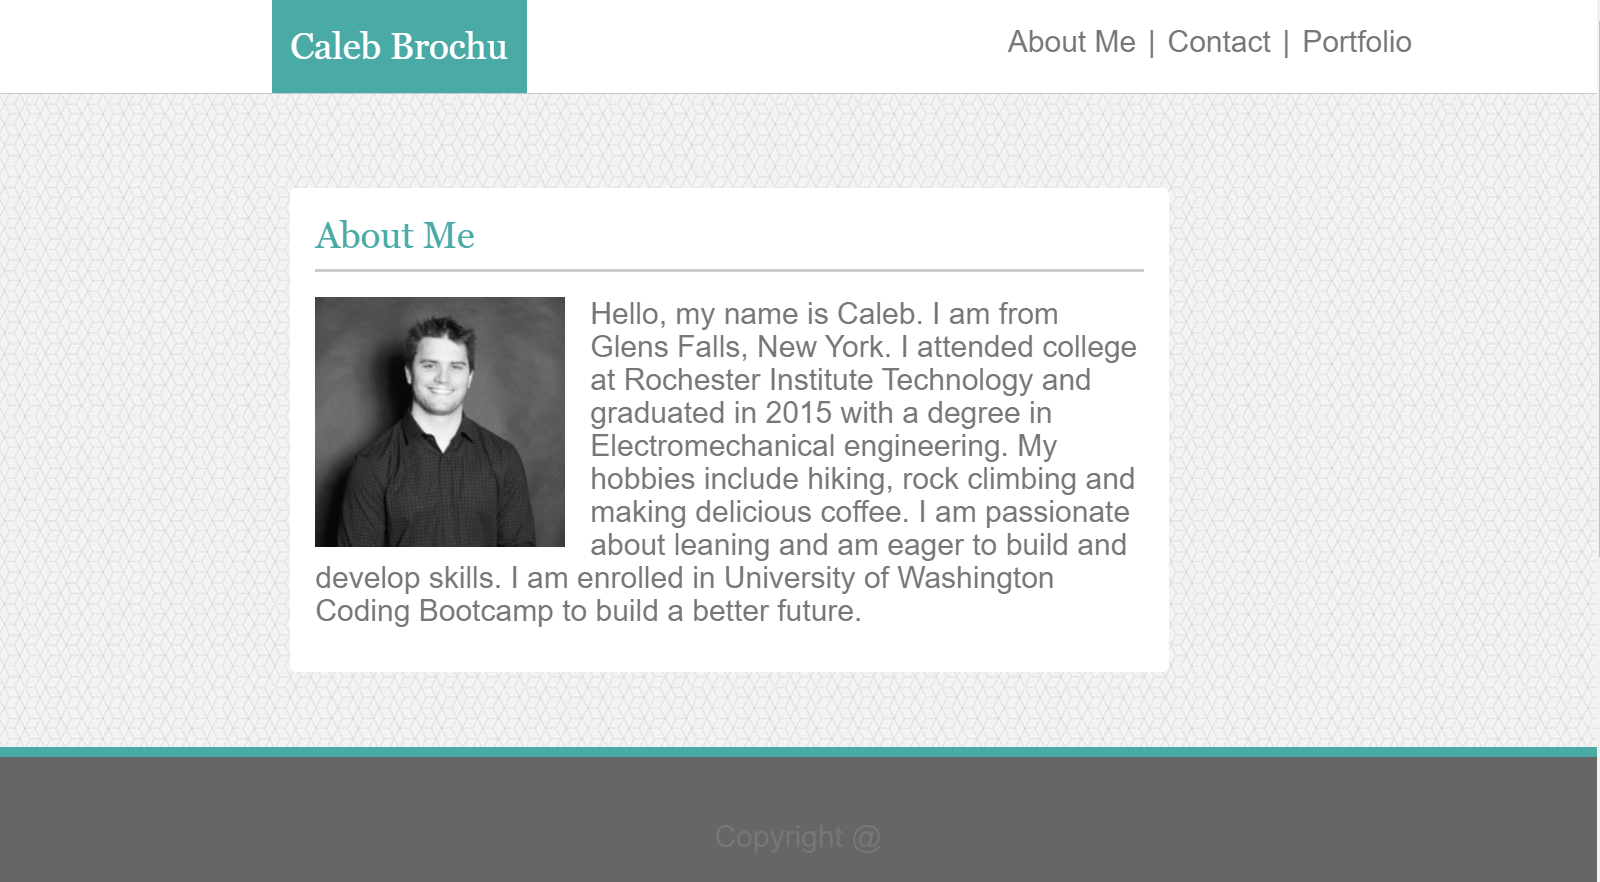 Caleb Brochu
About Me | Contact | Portfolio
About Me
Hello, my name is Caleb. I am from
Glens Falls, New York. I attended college
at Rochester Institute Technology and
graduated in 2015 with a degree in
Electromechanical engineering. My
hobbies include hiking, rock climbing and
making delicious coffee. I am passionate
about leaning and am eager to build and
develop skills. I am enrolled in University of Washington
Coding Bootcamp to build a better future.
Copyright @